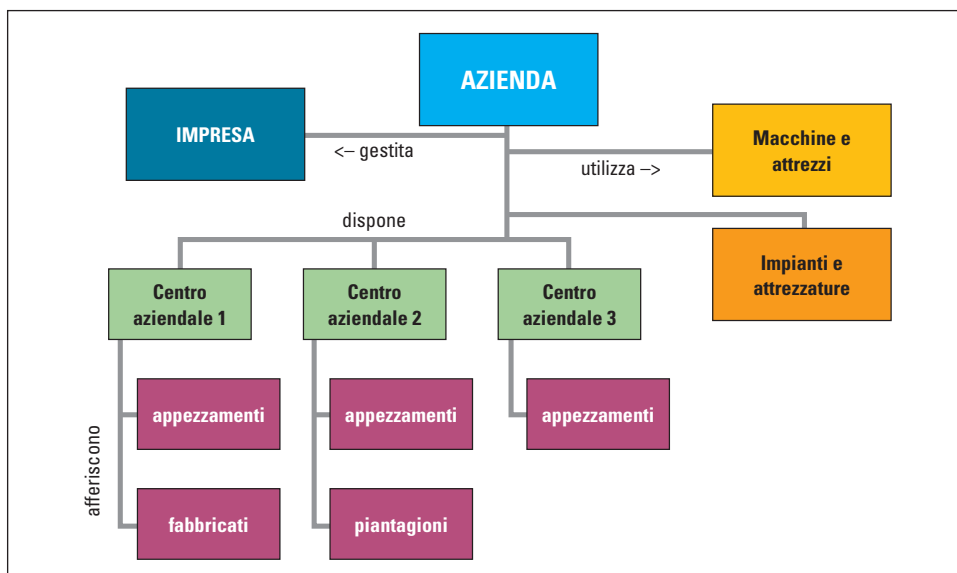 AZIENDA
IMPRESA
<– gestita
utilizza –>
Macchine e
attrezzi
dispone
Impianti e
attrezzature
Centro
aziendale 1
Centro
aziendale 2
Centro
aziendale 3
afferiscono
appezzamenti
appezzamenti
appezzamenti
fabbricati
piantagioni